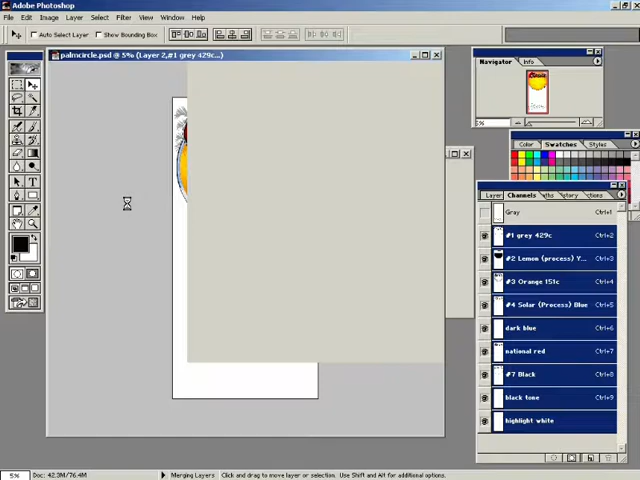 Adobe Photoshop
File Edit Image Layer Select Filter View Window Help
Auto Select Layer Show Bounding Box
palmcircle.psd @ 5% (Layer 2,#1 grey 429c...)
Navigator Info
5%
Color Swatches Styles
Layer Channels ths story ctions
Gray Ctrl+1
#1 grey 429c Ctrl+2
#2 Lemon (process) Y... Ctrl+3
#3 Orange 151c Ctrl+4
#4 Solar (Process) Blue Ctrl+5
dark blue Ctrl+6
national red Ctrl+7
#7 Black Ctrl+8
black tone Ctrl+9
highlight white
5% Doc: 42.3M/76.4M Merging Layers Click and drag to move layer or selection. Use Shift and Alt for additional options.